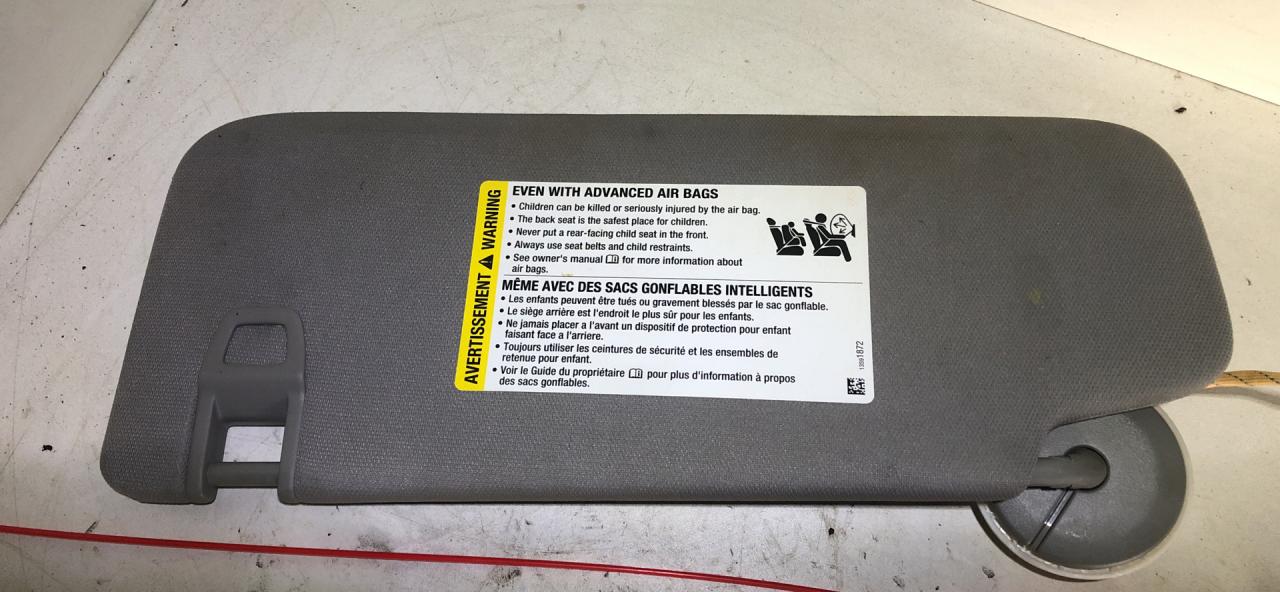 AVERTISSEMENT ⚠ WARNING
EVEN WITH ADVANCED AIR BAGS
• Children can be killed or seriously injured by the air bag.
• The back seat is the safest place for children.
• Never put a rear-facing child seat in the front.
• Always use seat belts and child restraints.
• See owner's manual for more information about
air bags.
MÊME AVEC DES SACS GONFLABLES INTELLIGENTS
• Les enfants peuvent être tués ou gravement blessés par le sac gonflable.
• Le siège arrière est l'endroit le plus sûr pour les enfants.
• Ne jamais placer a l'avant un dispositif de protection pour enfant
faisant face a l'arriere.
• Toujours utiliser les ceintures de sécurité et les ensembles de
retenue pour enfant.
• Voir le Guide du propriétaire pour plus d'information à propos
des sacs gonflables.
13591872